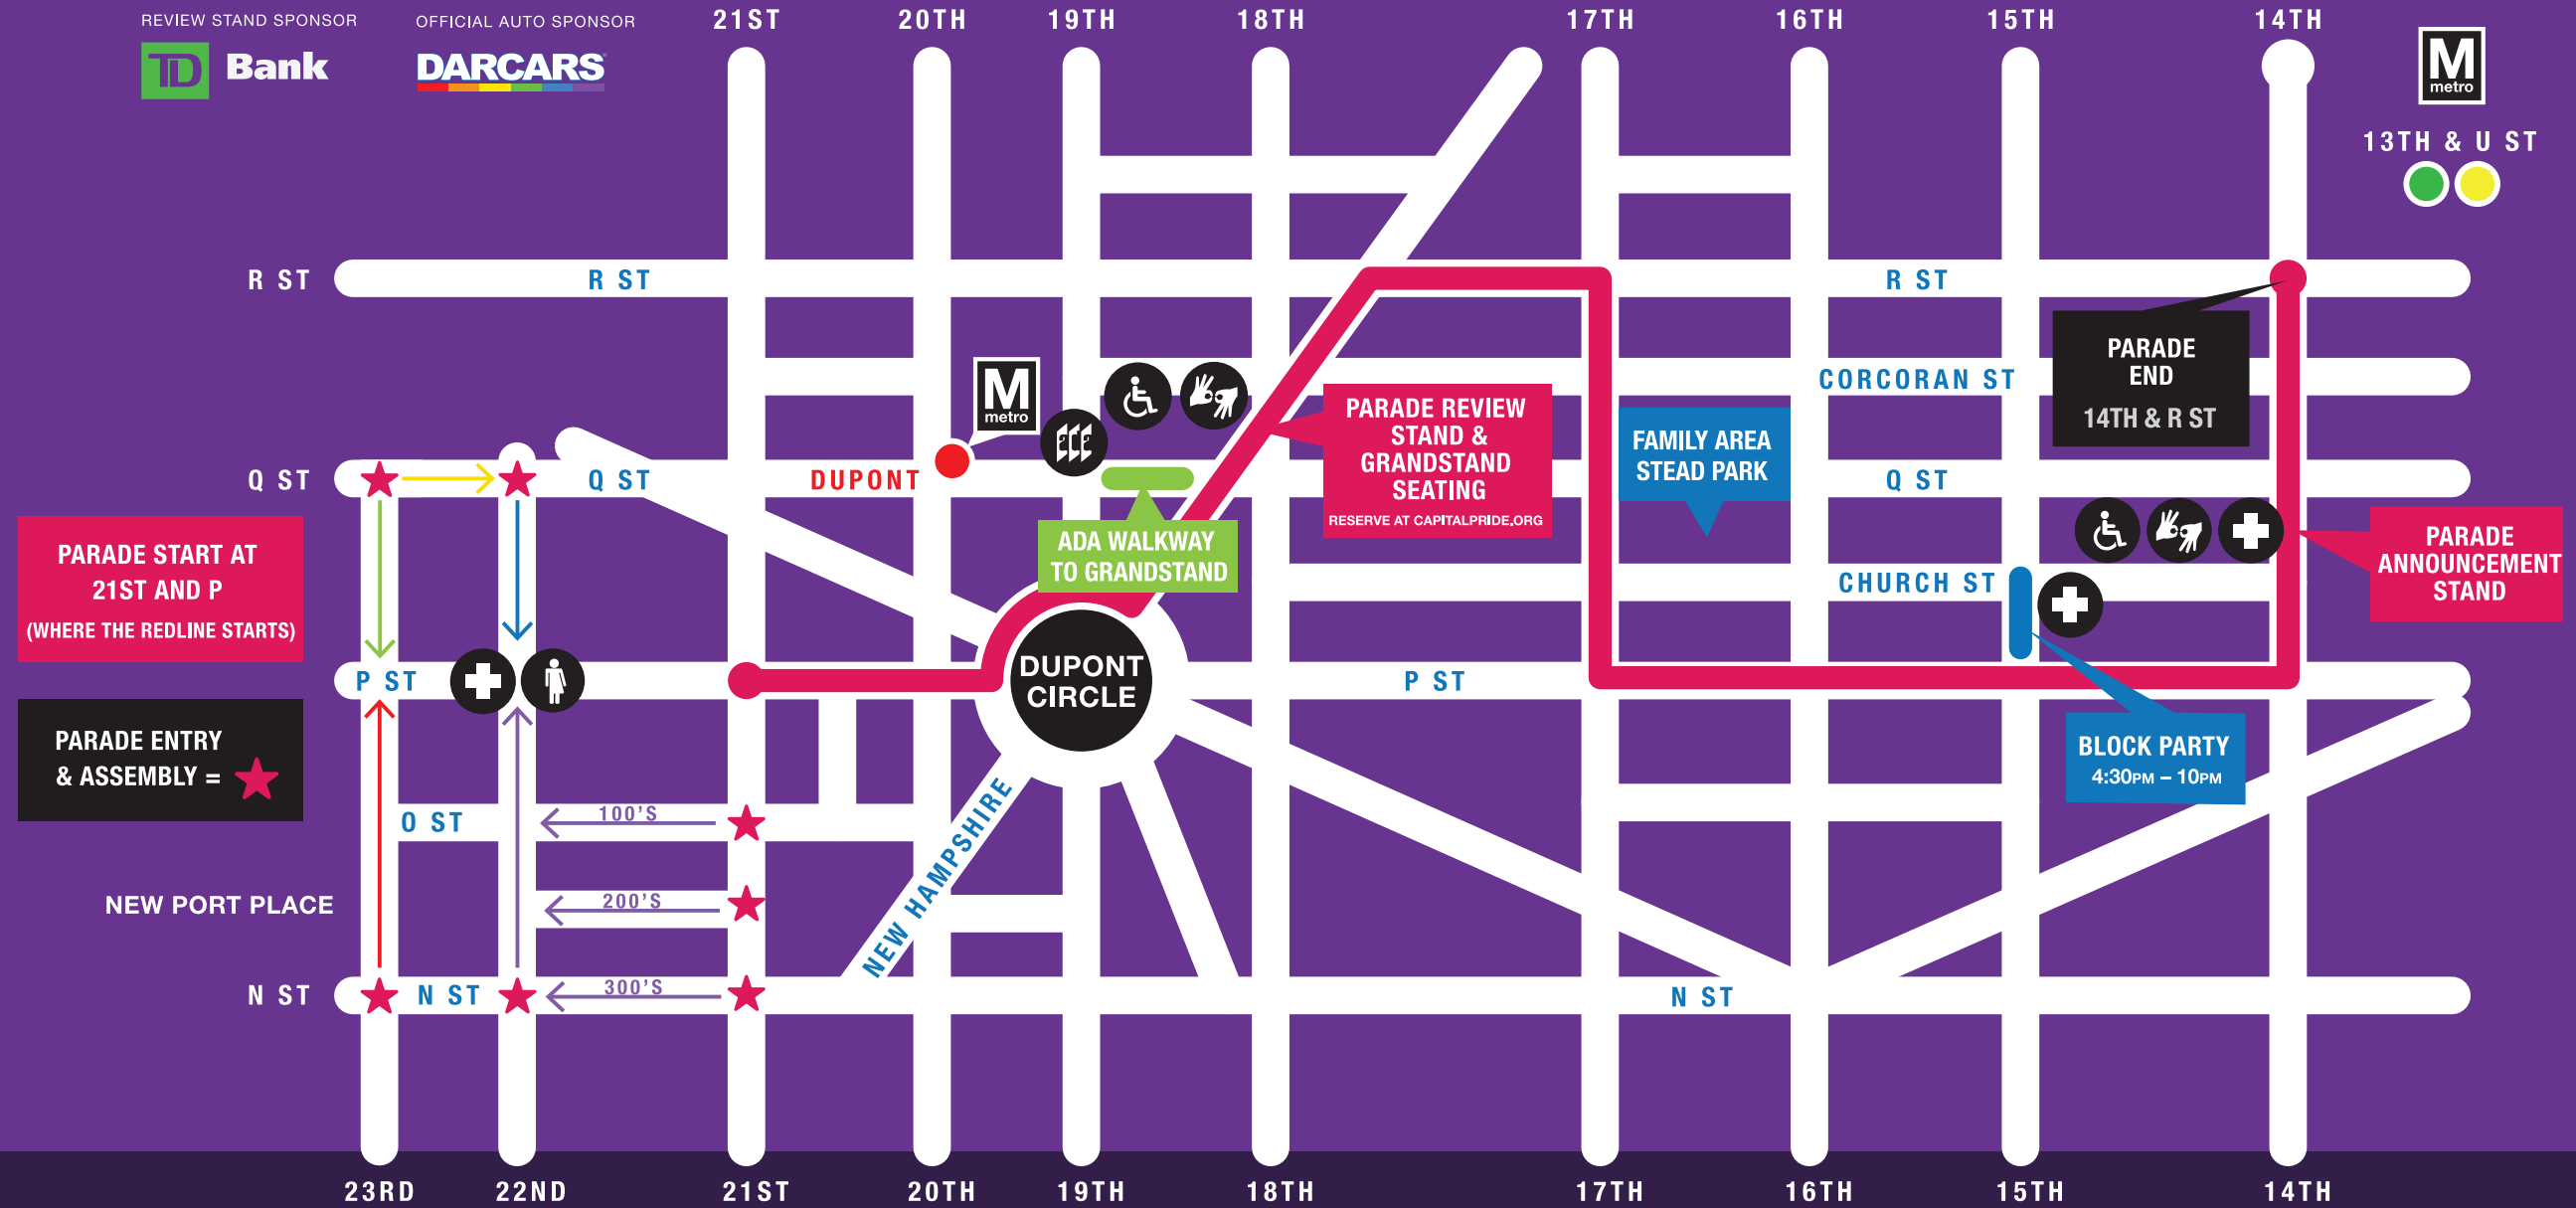 REVIEW STAND SPONSOR
OFFICIAL AUTO SPONSOR
TD Bank
DARCARS
21ST
20TH
19TH
18TH
17TH
16TH
15TH
14TH
M
metro
13TH & U ST
R ST
R ST
R ST
M
metro
CORCORAN ST
PARADE
END
14TH & R ST
PARADE REVIEW
STAND &
GRANDSTAND
SEATING
RESERVE AT CAPITALPRIDE.ORG
FAMILY AREA
STEAD PARK
Q ST
Q ST
DUPONT
Q ST
ADA WALKWAY
TO GRANDSTAND
PARADE START AT
21ST AND P
(WHERE THE REDLINE STARTS)
PARADE
ANNOUNCEMENT
STAND
CHURCH ST
P ST
DUPONT
CIRCLE
P ST
PARADE ENTRY
& ASSEMBLY =
BLOCK PARTY
4:30PM – 10PM
O ST
100'S
NEW HAMPSHIRE
NEW PORT PLACE
200'S
N ST
N ST
300'S
N ST
23RD
22ND
21ST
20TH
19TH
18TH
17TH
16TH
15TH
14TH